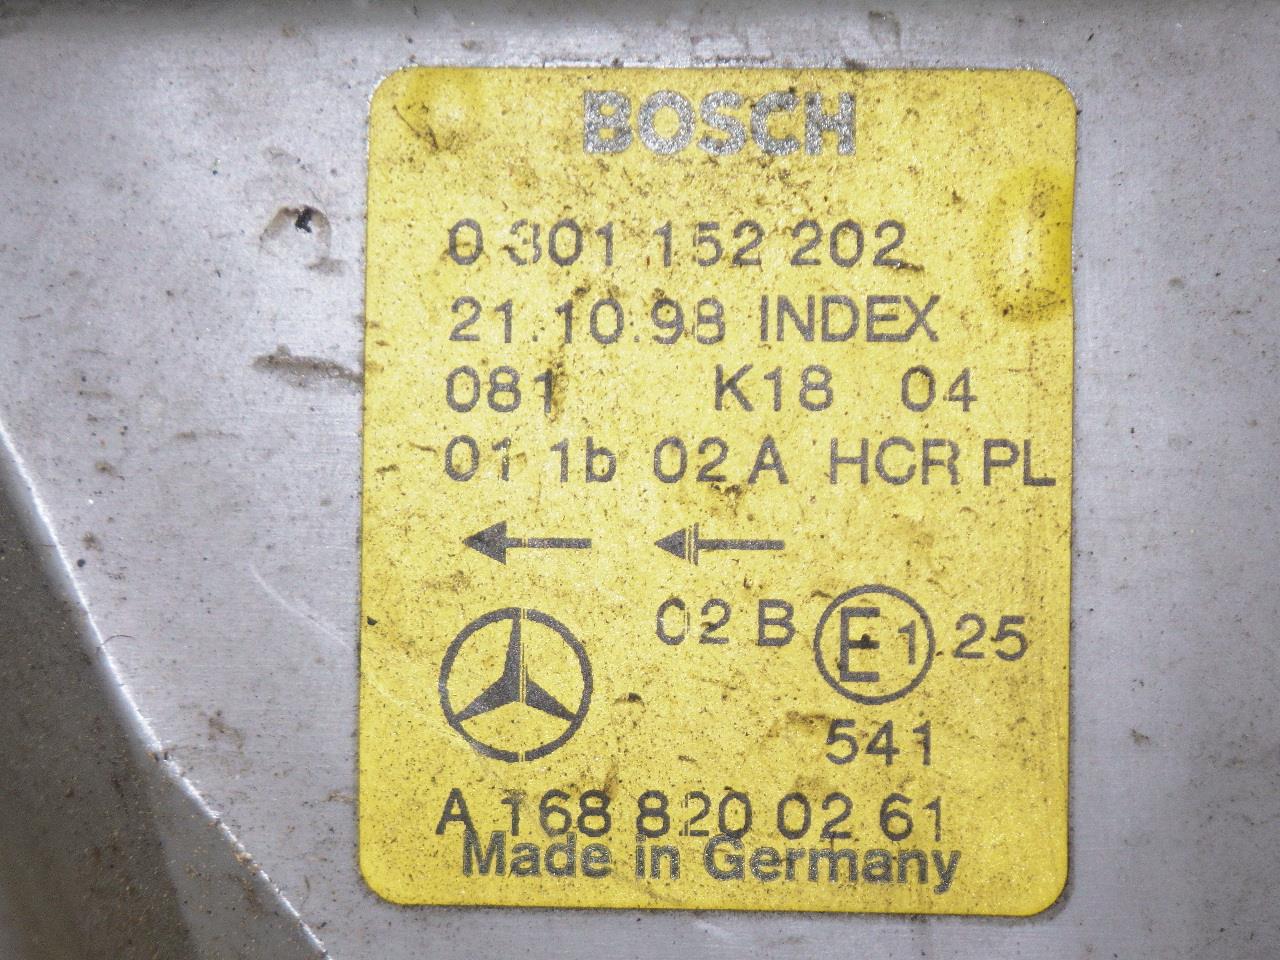 BOSCH
0 301 152 202
21.10.98 INDEX
081 K18 04
01 1b 02 A HCR PL
02 B E1 25
541
A 168 820 02 61
Made in Germany